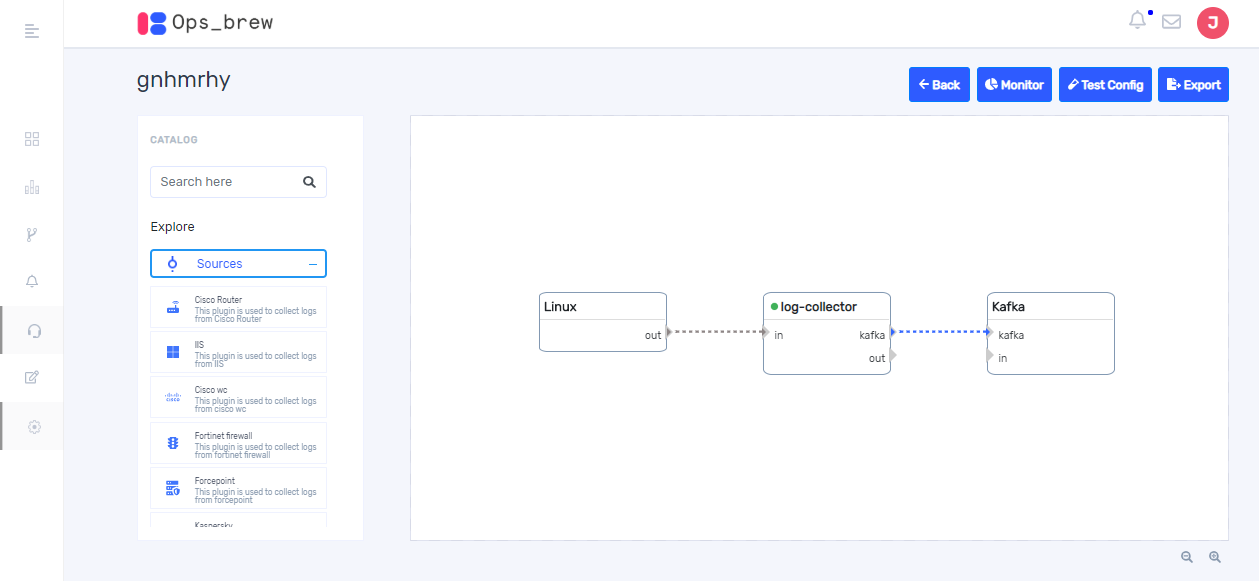 Ops_brew
J
gnhmrhy
Back
Monitor
Test Config
Export
CATALOG
Search here
Explore
Sources
Cisco Router
This plugin is used to collect logs
from Cisco Router
IIS
This plugin is used to collect logs
from IIS
Cisco wc
This plugin is used to collect logs
from cisco wc
Fortinet firewall
This plugin is used to collect logs
from fortinet firewall
Forcepoint
This plugin is used to collect logs
from forcepoint
Kaspersky
Linux
out
log-collector
in
kafka
out
Kafka
kafka
in